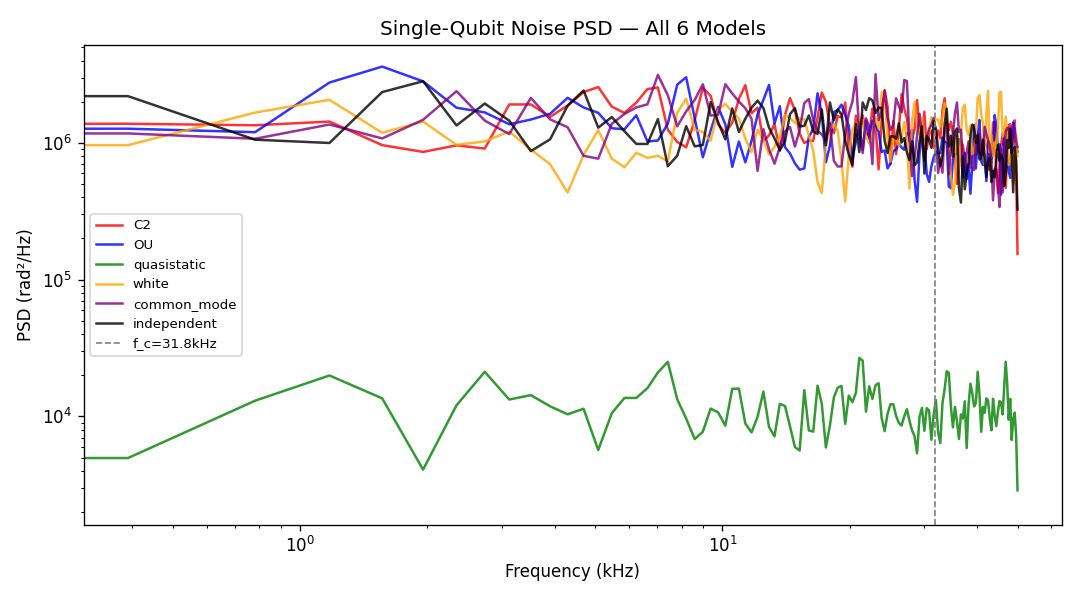 Single-Qubit Noise PSD — All 6 Models
PSD (rad²/Hz)
10⁶
10⁵
10⁴
C2
OU
quasistatic
white
common_mode
independent
f_c=31.8kHz
10⁰
10¹
Frequency (kHz)